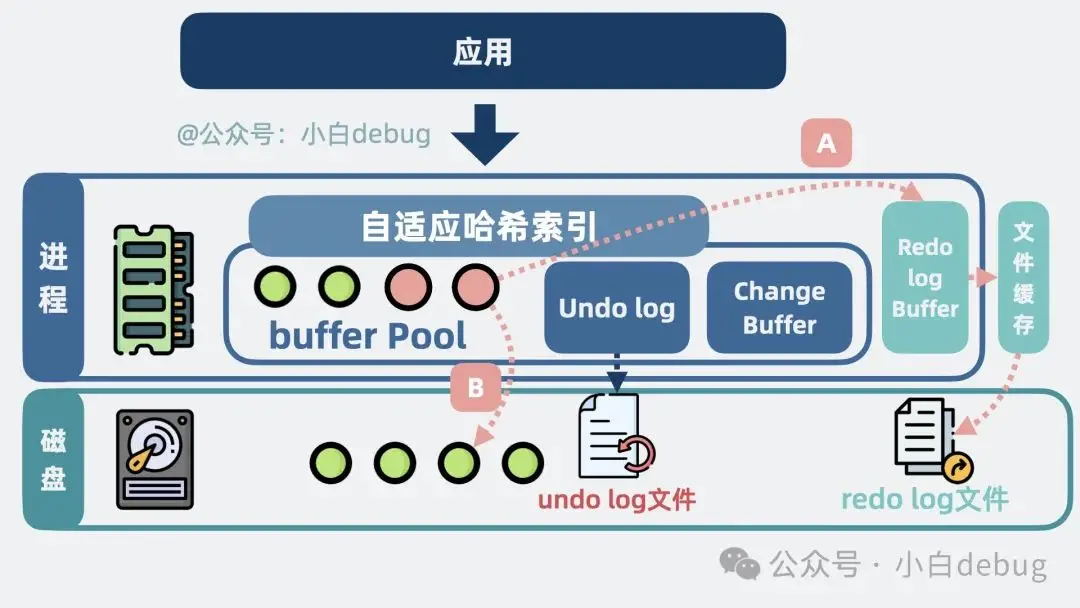 应用
@公众号：小白debug
A
进
程
自适应哈希索引
buffer Pool
Undo log
Change
Buffer
Redo
log
Buffer
文
件
缓
存
B
磁
盘
undo log文件
redo log文件
公众号 · 小白debug